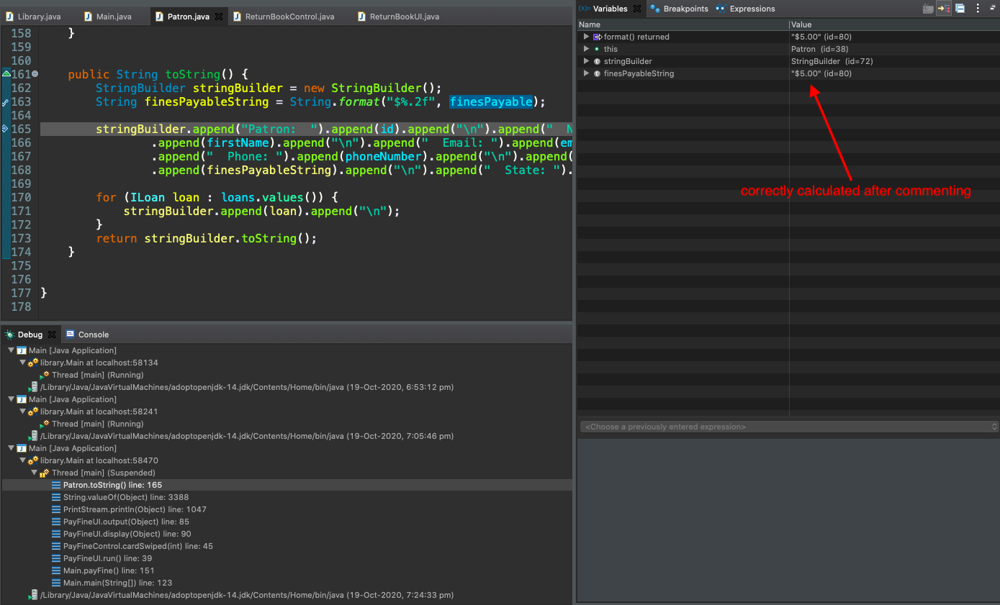 Library.java Main.java Patron.java ReturnBookControl.java ReturnBookUI.java
158 }
159
160
161 public String toString() {
162 StringBuilder stringBuilder = new StringBuilder();
163 String finesPayableString = String.format("$%.2f", finesPayable);
164
165 stringBuilder.append("Patron:  ").append(id).append("\n").append("  N
166 .append(firstName).append("\n").append("  Email: ").append(em
167 .append("  Phone: ").append(phoneNumber).append("\n").append(
168 .append(finesPayableString).append("\n").append("  State: ").
169
170 for (ILoan loan : loans.values()) {
171 stringBuilder.append(loan).append("\n");
172 }
173 return stringBuilder.toString();
174 }
175
176
177 }
178
Debug Console
Main [Java Application]
library.Main at localhost:58134
Thread [main] (Running)
/Library/Java/JavaVirtualMachines/adoptopenjdk-14.jdk/Contents/Home/bin/java (19-Oct-2020, 6:53:12 pm)
Main [Java Application]
library.Main at localhost:58241
Thread [main] (Running)
/Library/Java/JavaVirtualMachines/adoptopenjdk-14.jdk/Contents/Home/bin/java (19-Oct-2020, 7:05:46 pm)
Main [Java Application]
library.Main at localhost:58470
Thread [main] (Suspended)
Patron.toString() line: 165
String.valueOf(Object) line: 3388
PrintStream.println(Object) line: 1047
PayFineUI.output(Object) line: 85
PayFineUI.display(Object) line: 90
PayFineControl.cardSwiped(int) line: 45
PayFineUI.run() line: 39
Main.payFine() line: 151
Main.main(String[]) line: 123
/Library/Java/JavaVirtualMachines/adoptopenjdk-14.jdk/Contents/Home/bin/java (19-Oct-2020, 7:24:33 pm)
(x)= Variables Breakpoints Expressions
Name Value
format() returned "$5.00" (id=80)
this Patron (id=38)
stringBuilder StringBuilder (id=72)
finesPayableString "$5.00" (id=80)
correctly calculated after commenting
<Choose a previously entered expression>